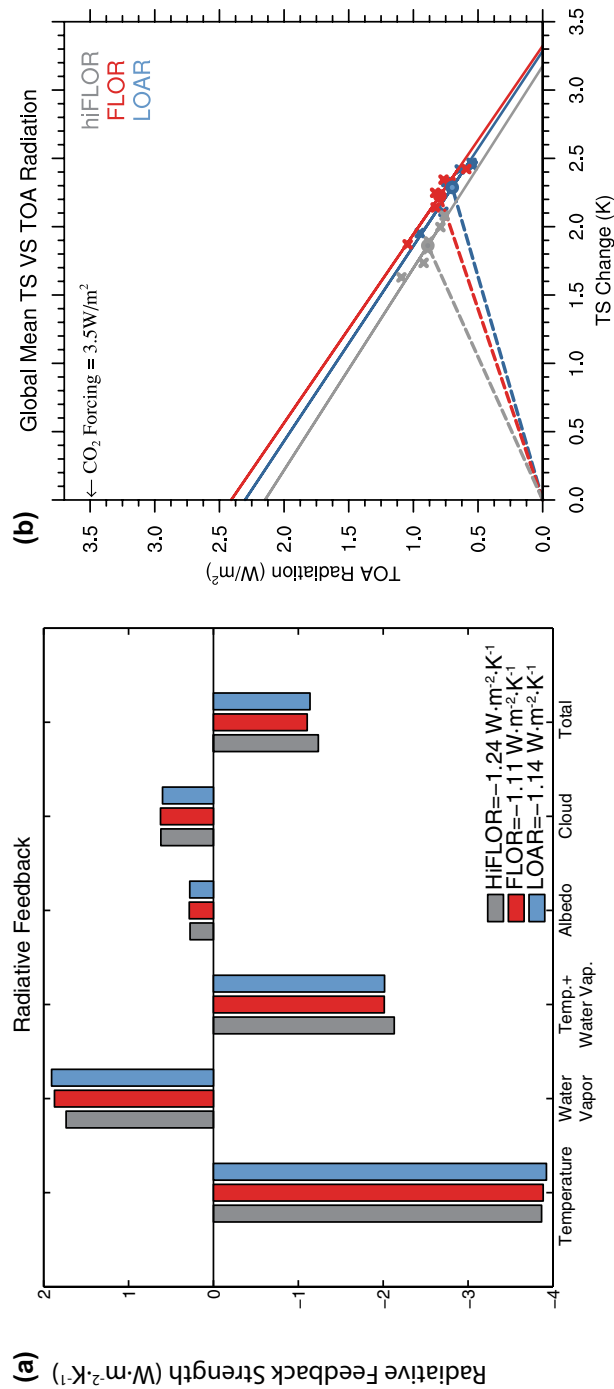 (a)
Radiative Feedback
Radiative Feedback Strength (W·m⁻²·K⁻¹)
2
1
0
−1
−2
−3
−4
Temperature
Water
Vapor
Temp.+
Water Vap.
Albedo
Cloud
Total
HiFLOR=−1.24 W·m⁻²·K⁻¹
FLOR=−1.11 W·m⁻²·K⁻¹
LOAR=−1.14 W·m⁻²·K⁻¹
(b)
Global Mean TS VS TOA Radiation
← CO₂ Forcing = 3.5W/m²
hiFLOR
FLOR
LOAR
TOA Radiation (W/m²)
3.5
3.0
2.5
2.0
1.5
1.0
0.5
0.0
0.0 0.5 1.0 1.5 2.0 2.5 3.0 3.5
TS Change (K)